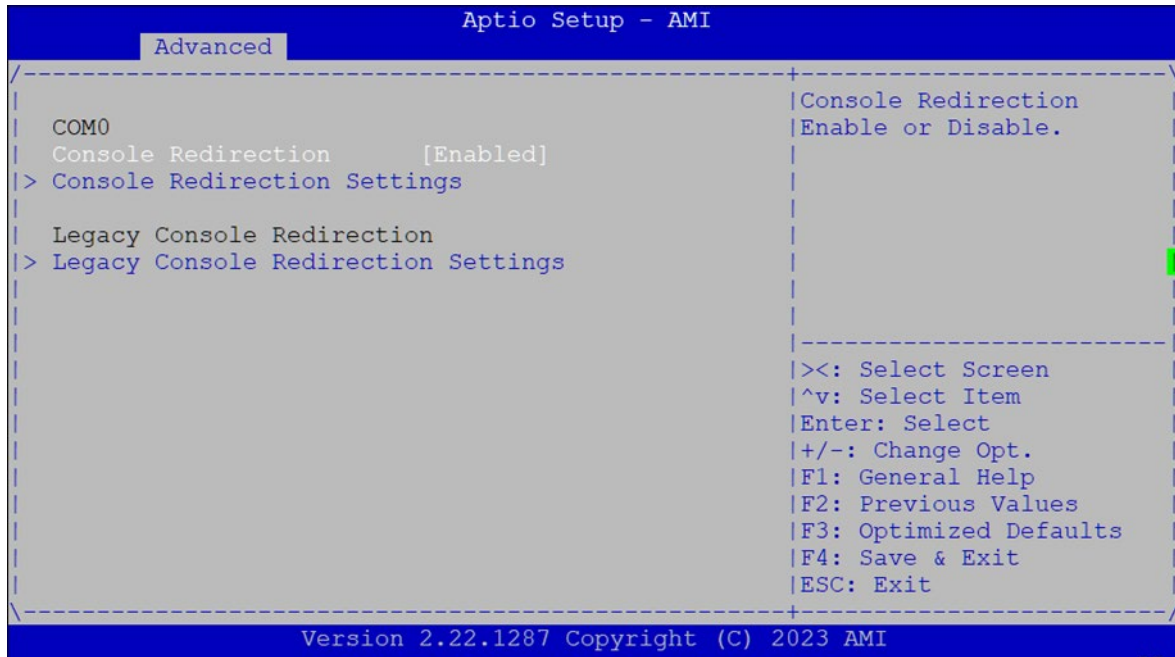 Aptio Setup – AMI
Advanced
COM0
Console Redirection [Enabled]
> Console Redirection Settings
Legacy Console Redirection
> Legacy Console Redirection Settings
Console Redirection
Enable or Disable.
><: Select Screen
^v: Select Item
Enter: Select
+/-: Change Opt.
F1: General Help
F2: Previous Values
F3: Optimized Defaults
F4: Save & Exit
ESC: Exit
Version 2.22.1287 Copyright (C) 2023 AMI